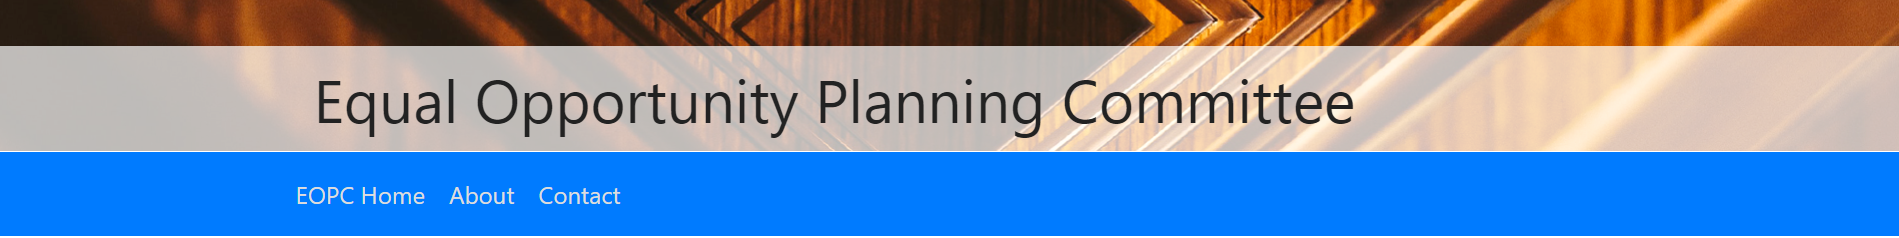 Equal Opportunity Planning Committee
EOPC Home About Contact